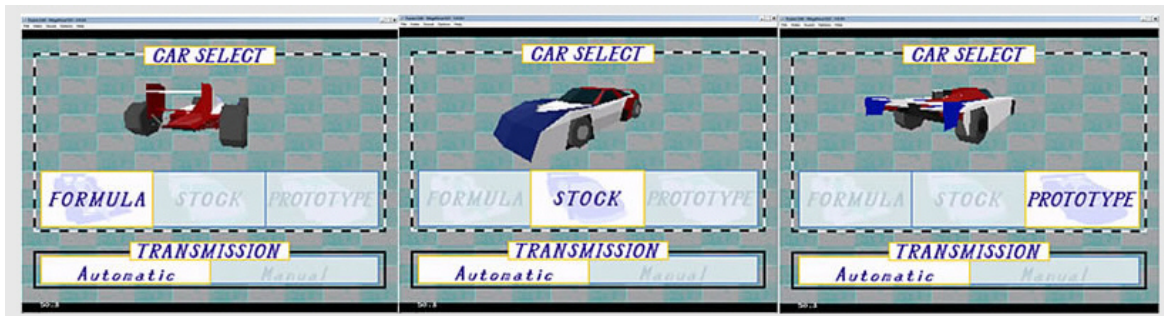 CAR SELECT
FORMULA STOCK PROTOTYPE
TRANSMISSION
Automatic Manual
CAR SELECT
FORMULA STOCK PROTOTYPE
TRANSMISSION
Automatic Manual
CAR SELECT
FORMULA STOCK PROTOTYPE
TRANSMISSION
Automatic Manual